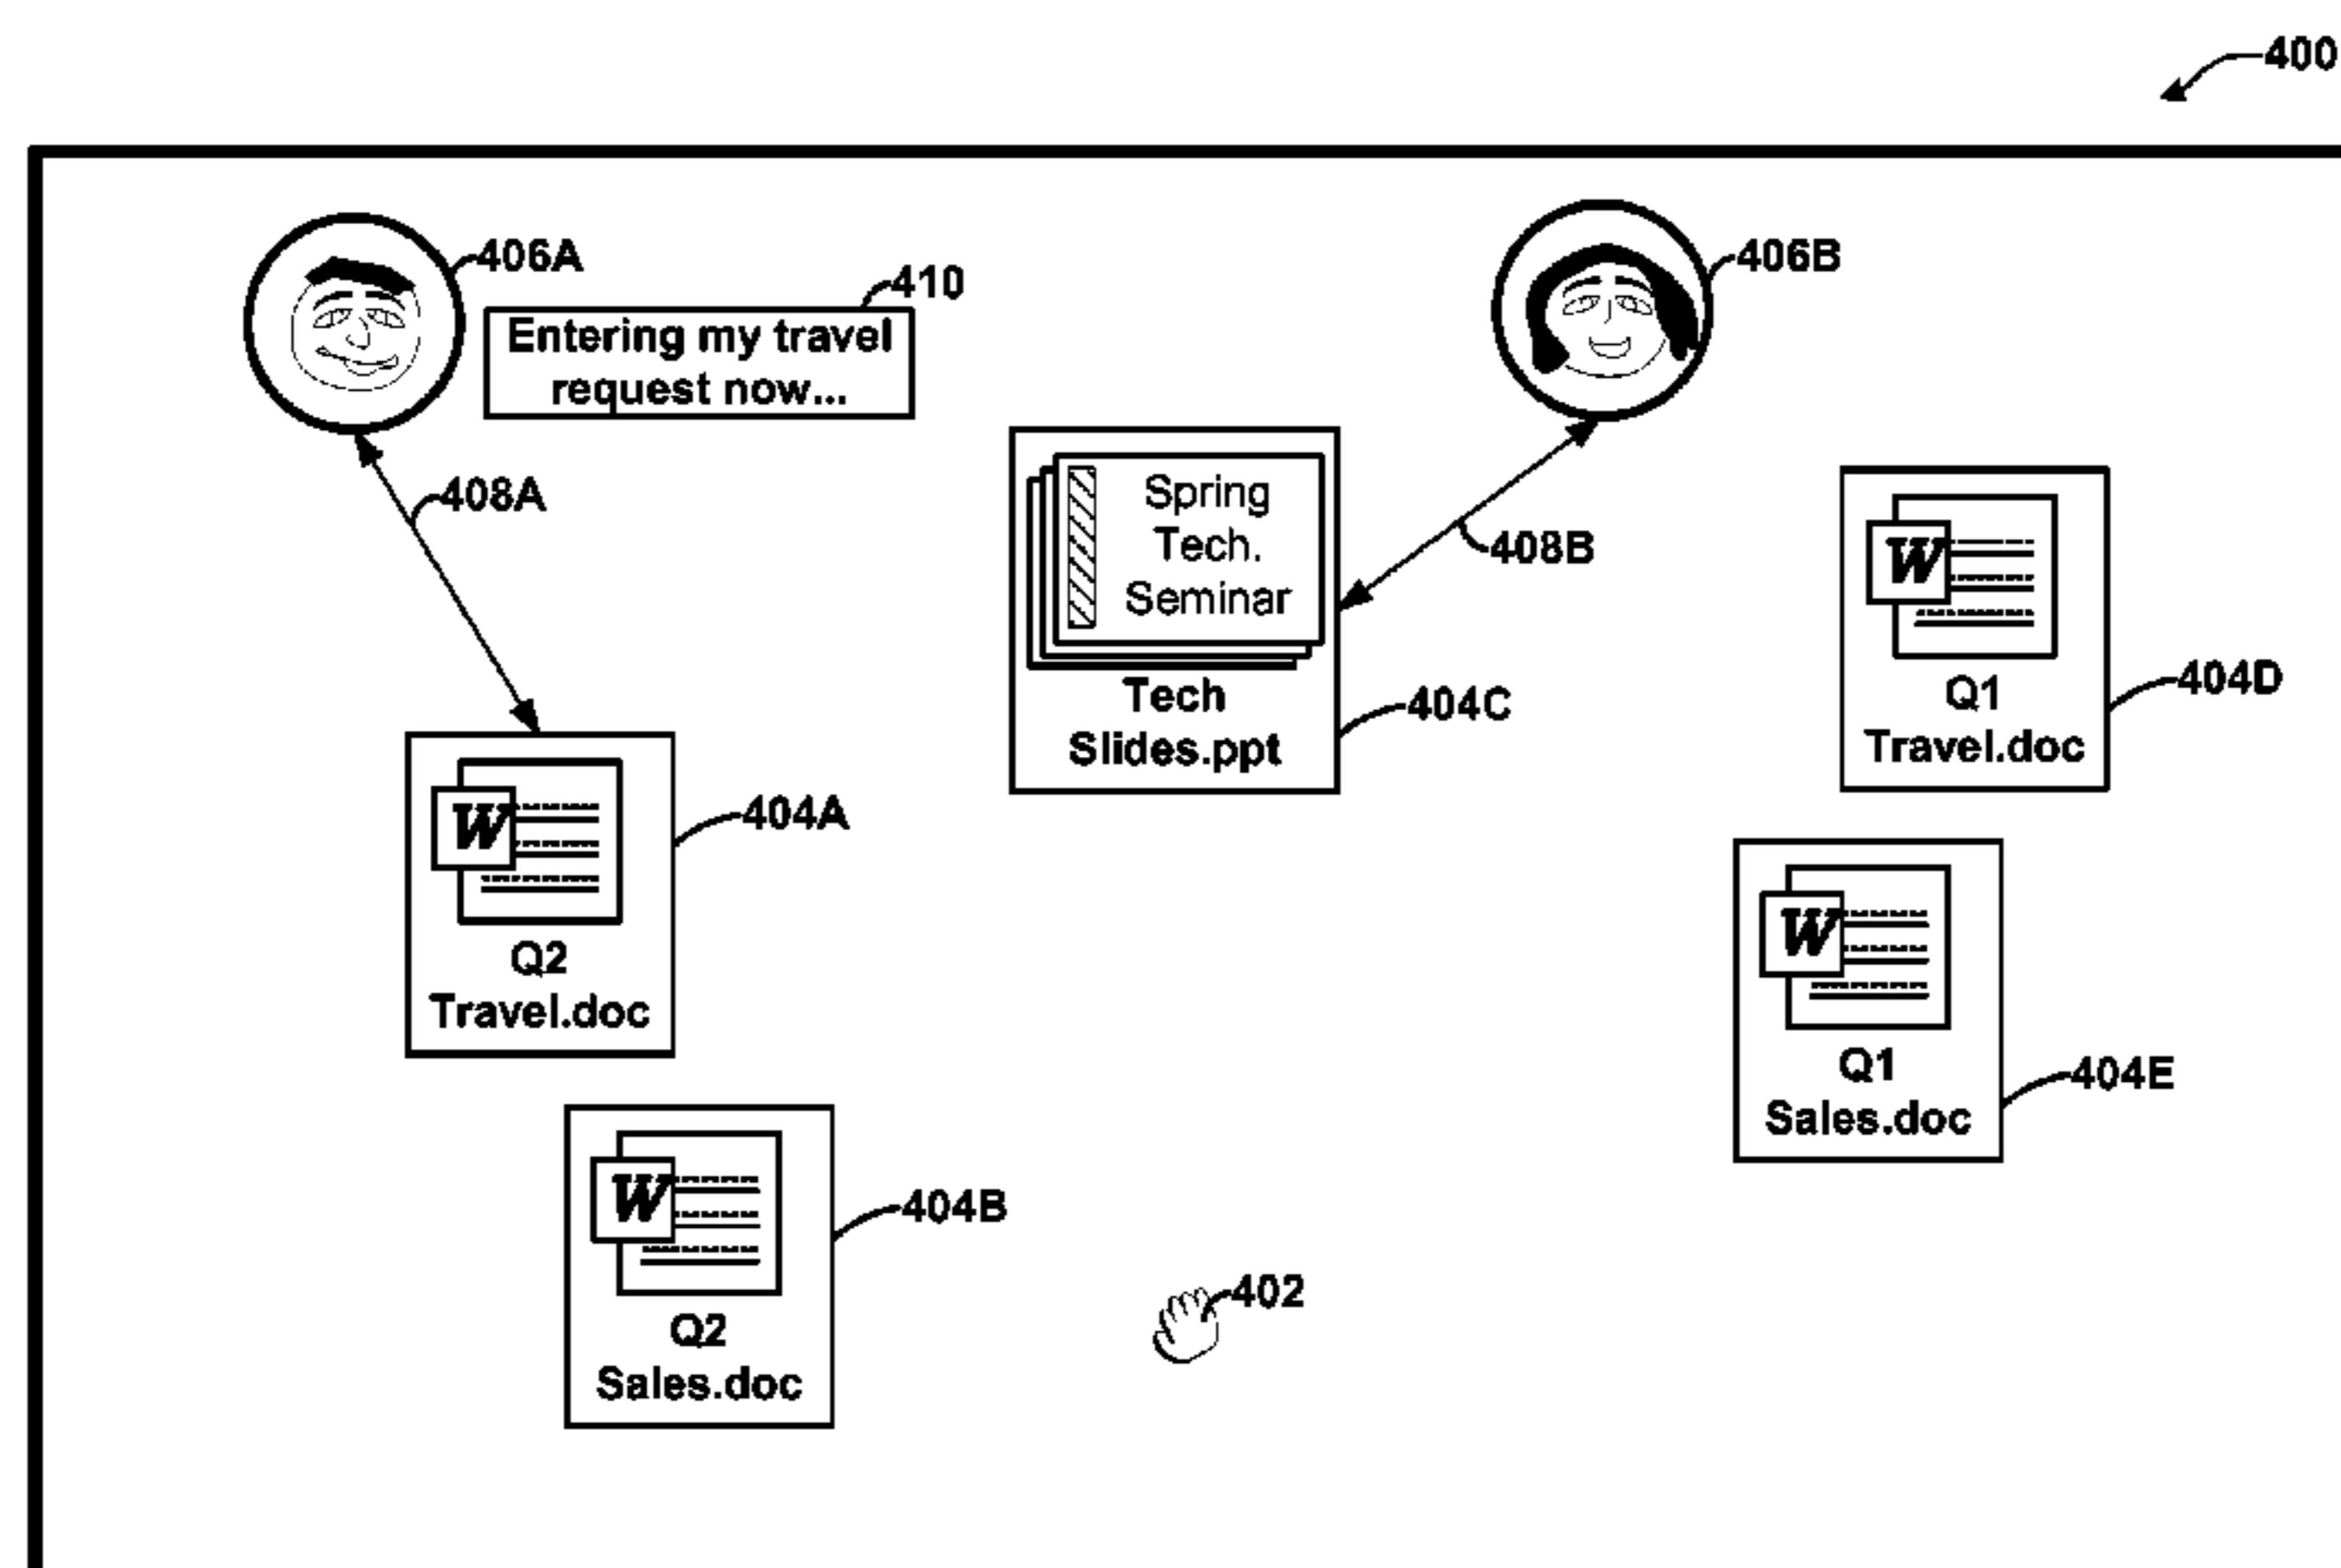 400
406A
410
Entering my travel
request now...
406B
408A
Spring
Tech.
Seminar
408B
W
Tech
Slides.ppt
404C
Q1
Travel.doc
404D
W
404A
Q2
Travel.doc
W
Q1
Sales.doc
404E
W
404B
Q2
Sales.doc
402